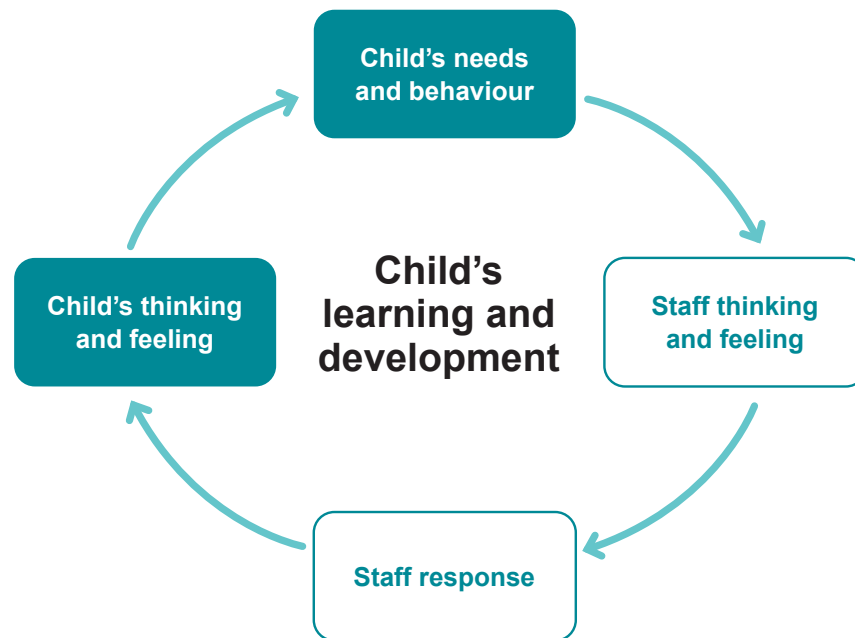 Child’s needs
and behaviour
Child’s
learning and
development
Child’s thinking
and feeling
Staff thinking
and feeling
Staff response